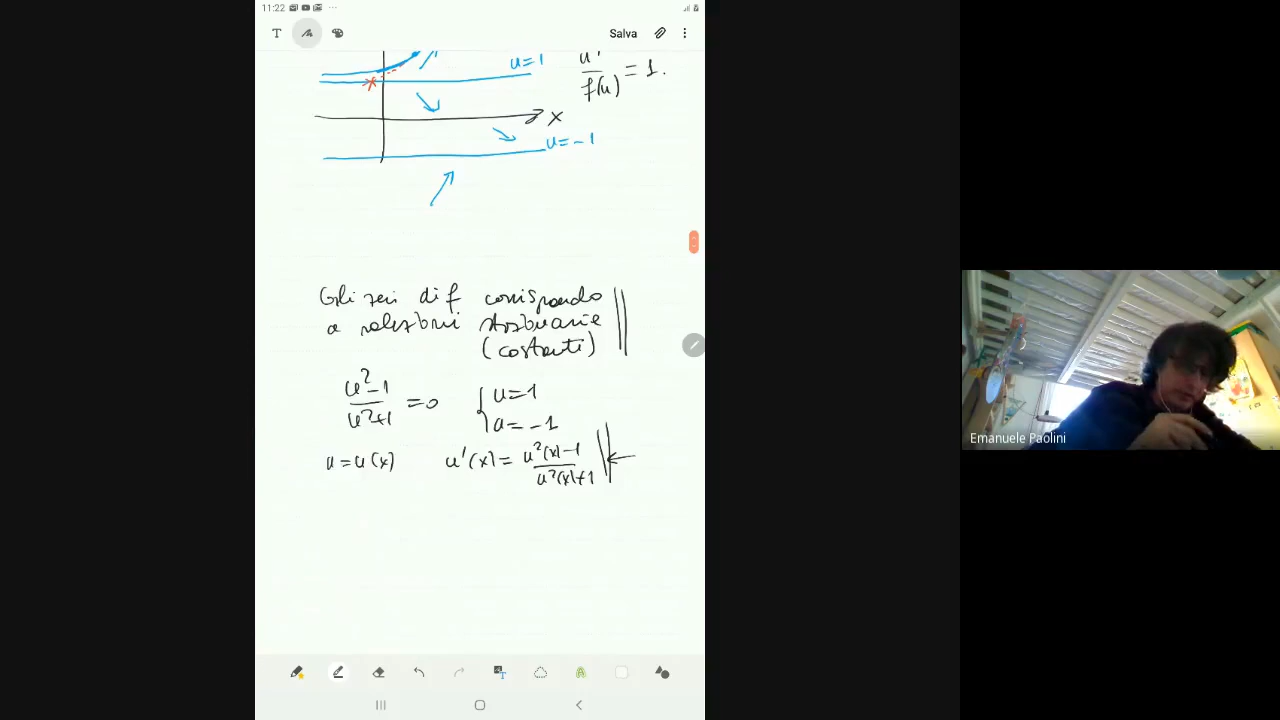 11:22
T
Salva
u=1
u'/f(u) = 1.
x
u=-1
Gli zeri di f corrispondo
a soluzioni stazionarie
(costanti)
(u²-1)/(u²+1) = 0 { u=1
u=-1
u=u(x) u'(x) = (u²(x)-1)/(u²(x)+1)
Emanuele Paolini